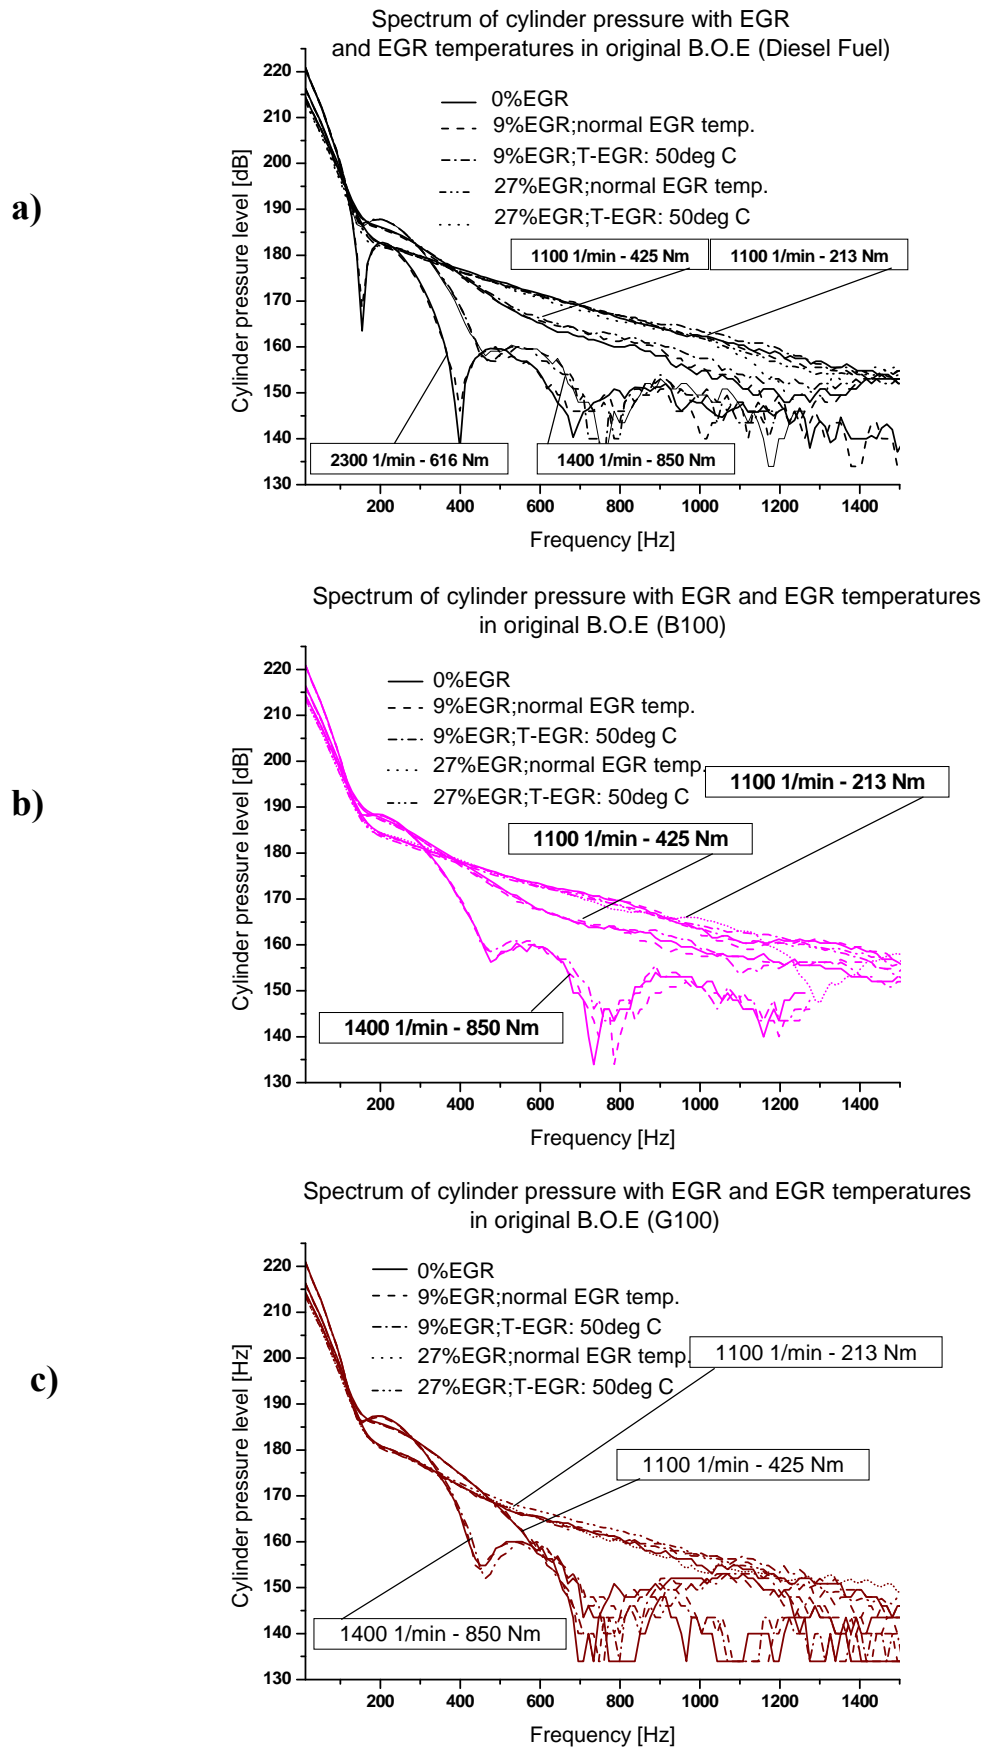 a)
Spectrum of cylinder pressure with EGR
and EGR temperatures in original B.O.E (Diesel Fuel)
0%EGR
9%EGR;normal EGR temp.
9%EGR;T-EGR: 50deg C
27%EGR;normal EGR temp.
27%EGR;T-EGR: 50deg C
1100 1/min - 425 Nm
1100 1/min - 213 Nm
2300 1/min - 616 Nm
1400 1/min - 850 Nm
Cylinder pressure level [dB]
220
210
200
190
180
170
160
150
140
130
200 400 600 800 1000 1200 1400
Frequency [Hz]
b)
Spectrum of cylinder pressure with EGR and EGR temperatures
in original B.O.E (B100)
0%EGR
9%EGR;normal EGR temp.
9%EGR;T-EGR: 50deg C
27%EGR;normal EGR temp.
27%EGR;T-EGR: 50deg C
1100 1/min - 213 Nm
1100 1/min - 425 Nm
1400 1/min - 850 Nm
Cylinder pressure level [dB]
220
210
200
190
180
170
160
150
140
130
200 400 600 800 1000 1200 1400
Frequency [Hz]
c)
Spectrum of cylinder pressure with EGR and EGR temperatures
in original B.O.E (G100)
0%EGR
9%EGR;normal EGR temp.
9%EGR;T-EGR: 50deg C
27%EGR;normal EGR temp.
27%EGR;T-EGR: 50deg C
1100 1/min - 213 Nm
1100 1/min - 425 Nm
1400 1/min - 850 Nm
Cylinder pressure level [Hz]
220
210
200
190
180
170
160
150
140
130
200 400 600 800 1000 1200 1400
Frequency [Hz]